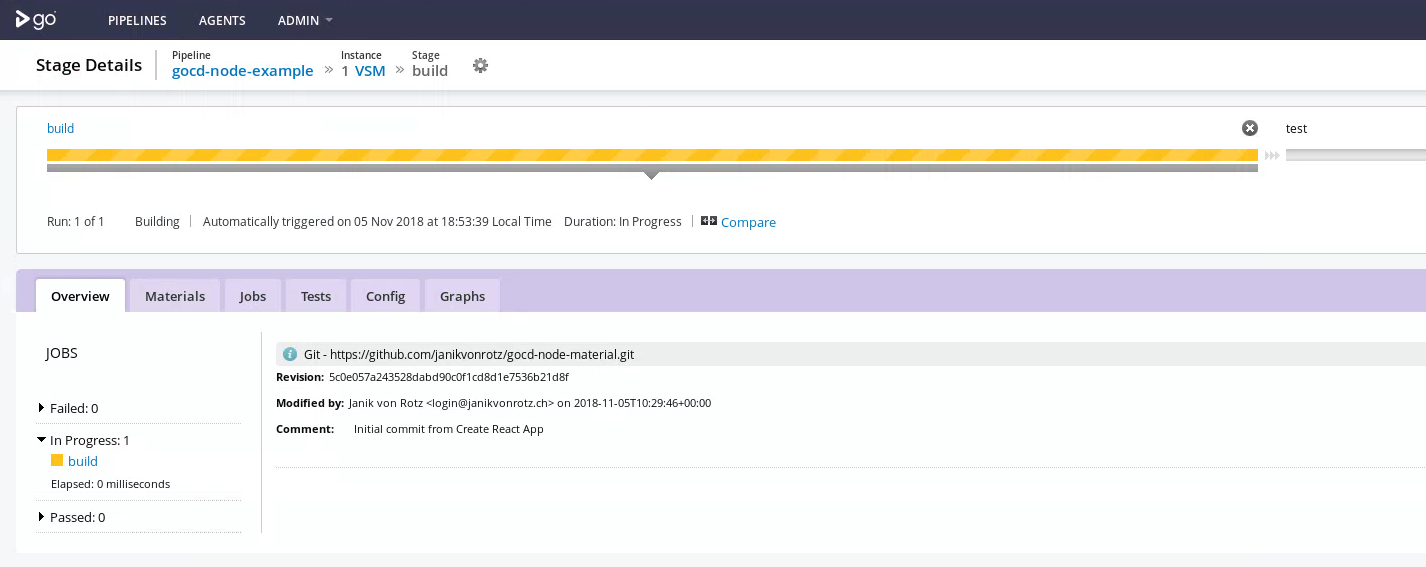 go PIPELINES AGENTS ADMIN
Stage Details
Pipeline Instance Stage
gocd-node-example » 1 VSM » build
build test
Run: 1 of 1 Building Automatically triggered on 05 Nov 2018 at 18:53:39 Local Time Duration: In Progress Compare
Overview Materials Jobs Tests Config Graphs
JOBS
Failed: 0
In Progress: 1
build
Elapsed: 0 milliseconds
Passed: 0
Git - https://github.com/janikvonrotz/gocd-node-material.git
Revision: 5c0e057a243528dabd90c0f1cd8d1e7536b21d8f
Modified by: Janik von Rotz <login@janikvonrotz.ch> on 2018-11-05T10:29:46+00:00
Comment: Initial commit from Create React App